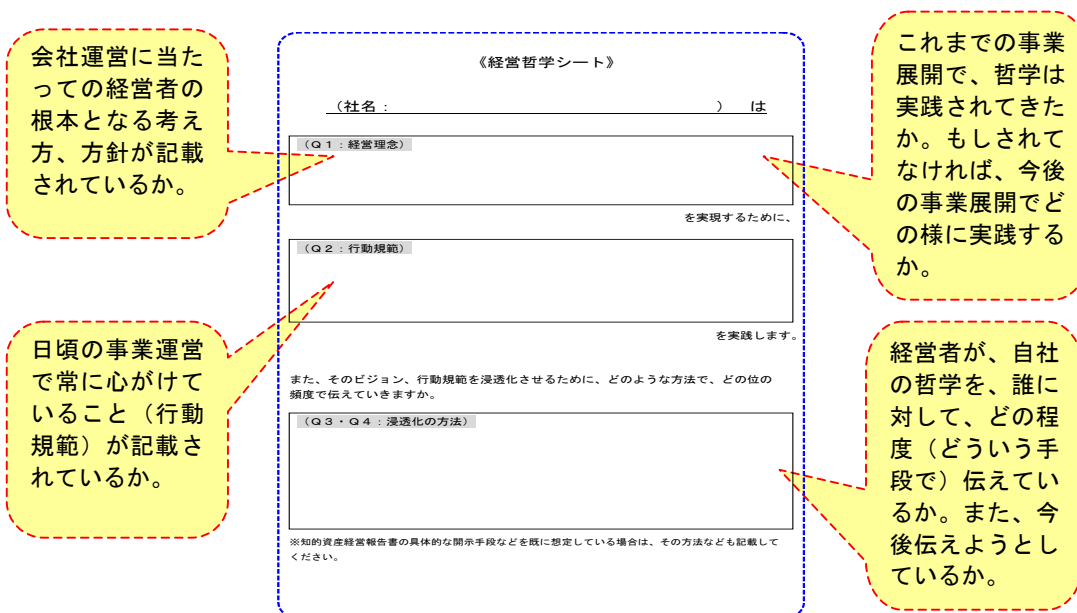 会社運営に当た
っての経営者の
根本となる考え
方、方針が記載
されているか。
《経営哲学シート》
（社名：　　　　　　　　　　　　　　　　　　　　　　　）　は
（Ｑ１：経営理念）
を実現するために、
（Ｑ２：行動規範）
を実践します。
また、そのビジョン、行動規範を浸透化させるために、どのような方法で、どの位の
頻度で伝えていきますか。
（Ｑ３・Ｑ４：浸透化の方法）
※知的資産経営報告書の具体的な開示手段などを既に想定している場合は、その方法なども記載して
ください。
これまでの事業
展開で、哲学は
実践されてきた
か。もしされて
なければ、今後
の事業展開でど
の様に実践する
か。
日頃の事業運営
で常に心がけて
いること（行動
規範）が記載さ
れているか。
経営者が、自社
の哲学を、誰に
対して、どの程
度（どういう手
段で）伝えてい
るか。また、今
後伝えようとし
ているか。